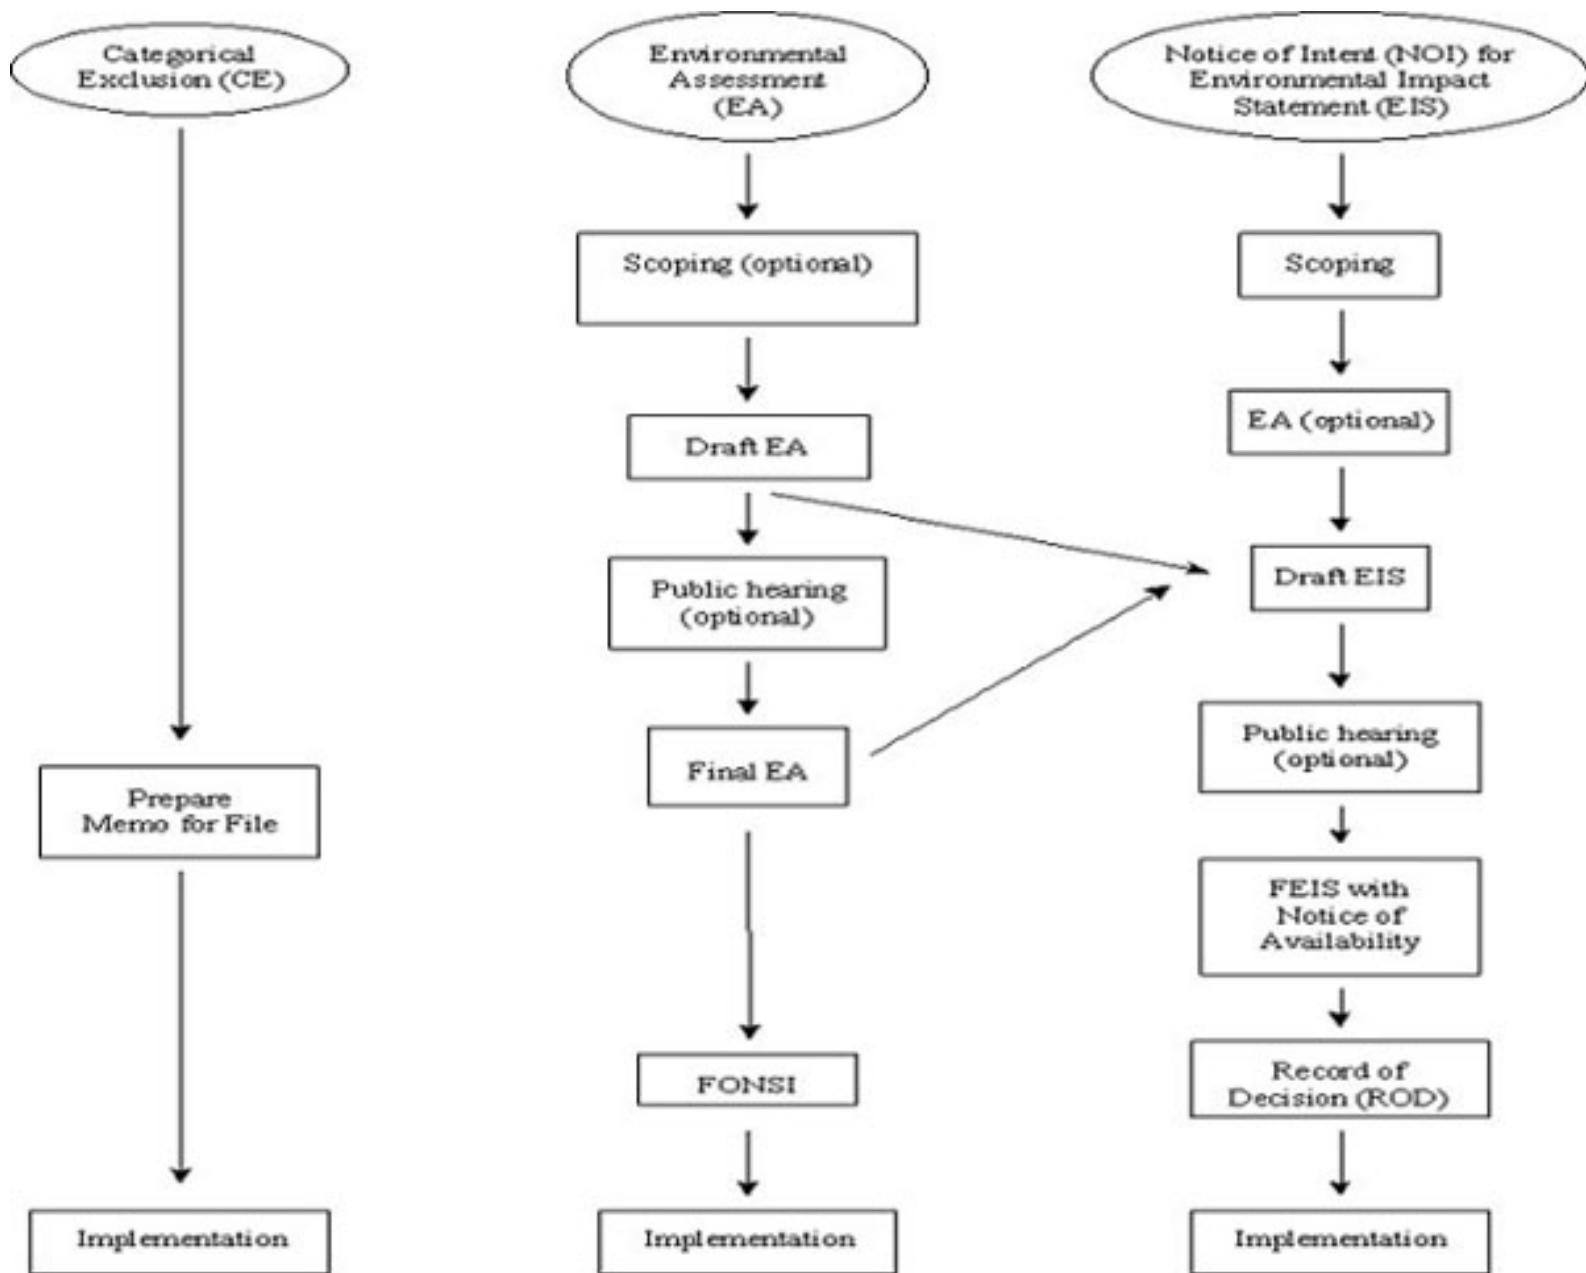 Categorical
Exclusion (CE)
Prepare
Memo for File
Implementation
Environmental
Assessment
(EA)
Scoping (optional)
Draft EA
Public hearing
(optional)
Final EA
FONSI
Implementation
Notice of Intent (NOI) for
Environmental Impact
Statement (EIS)
Scoping
EA (optional)
Draft EIS
Public hearing
(optional)
FEIS with
Notice of
Availability
Record of
Decision (ROD)
Implementation